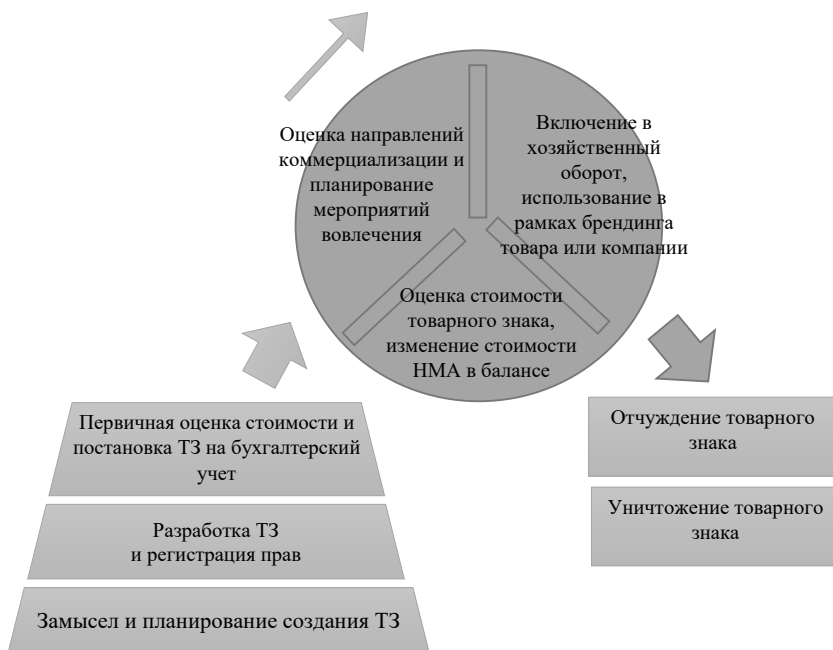 Оценка направлений
коммерциализации и
планирование
мероприятий
вовлечения
Включение в
хозяйственный
оборот,
использование в
рамках брендинга
товара или компании
Оценка стоимости
товарного знака,
изменение стоимости
НМА в балансе
Первичная оценка стоимости и
постановка ТЗ на бухгалтерский
учет
Разработка ТЗ
и регистрация прав
Замысел и планирование создания ТЗ
Отчуждение товарного
знака
Уничтожение товарного
знака